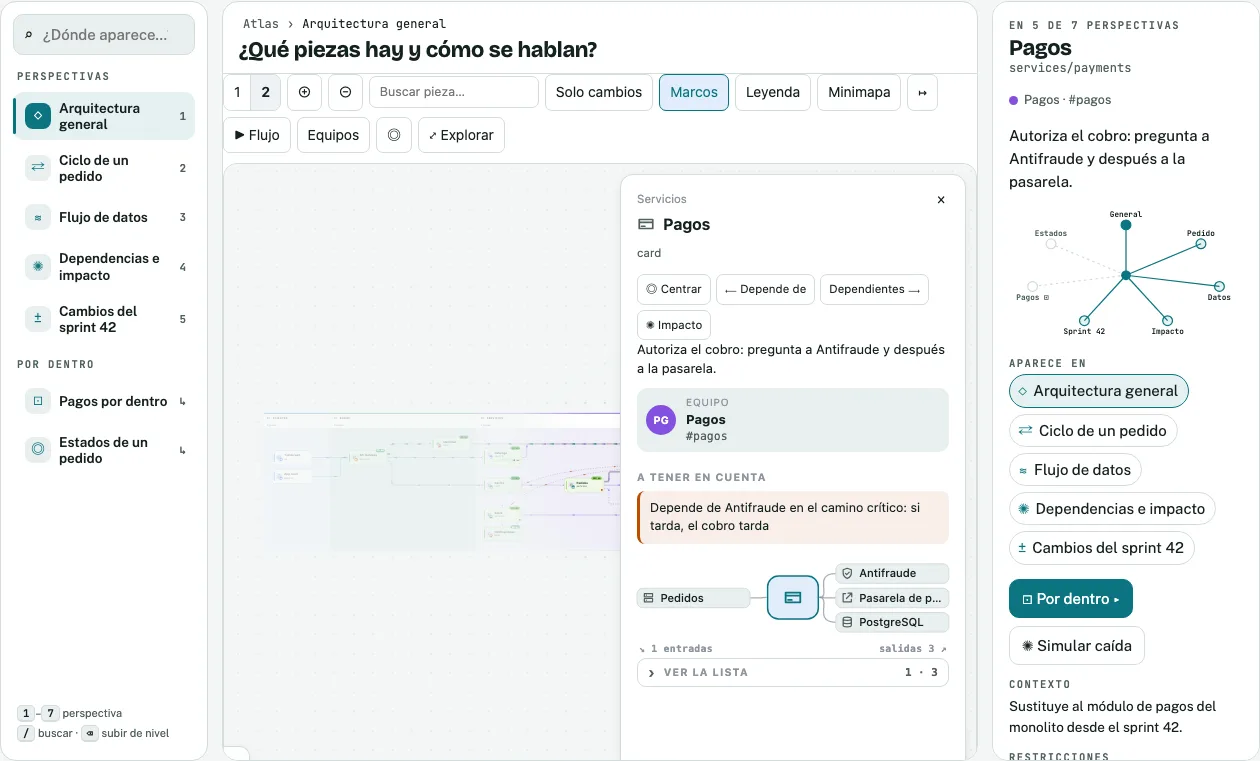 ¿Dónde aparece...
PERSPECTIVAS
Arquitectura general 1
Ciclo de un pedido 2
Flujo de datos 3
Dependencias e impacto 4
Cambios del sprint 42 5
POR DENTRO
Pagos por dentro ↳
Estados de un pedido ↳
1 - 7 perspectiva
/ buscar · ⌫ subir de nivel
Atlas › Arquitectura general
¿Qué piezas hay y cómo se hablan?
1 2 ⊕ ⊖ Buscar pieza... Solo cambios Marcos Leyenda Minimapa ↦
▶ Flujo Equipos ◎ ⤢ Explorar
Servicios ×
Pagos
card
◎ Centrar ← Depende de Dependientes →
✺ Impacto
Autoriza el cobro: pregunta a Antifraude y después
a la pasarela.
PG
EQUIPO
Pagos
#pagos
A TENER EN CUENTA
Depende de Antifraude en el camino crítico: si
tarda, el cobro tarda
Pedidos
Antifraude
Pasarela de p...
PostgreSQL
↘ 1 entradas salidas 3 ↗
› VER LA LISTA 1 · 3
EN 5 DE 7 PERSPECTIVAS
Pagos
services/payments
Pagos · #pagos
Autoriza el cobro: pregunta a
Antifraude y después a la
pasarela.
General
Estados
Pedido
Pagos ⊡
Datos
Sprint 42
Impacto
APARECE EN
◇ Arquitectura general
⇄ Ciclo de un pedido
≈ Flujo de datos
✺ Dependencias e impacto
± Cambios del sprint 42
⊡ Por dentro ▸
✺ Simular caída
CONTEXTO
Sustituye al módulo de pagos del
monolito desde el sprint 42.
RESTRICCIONES